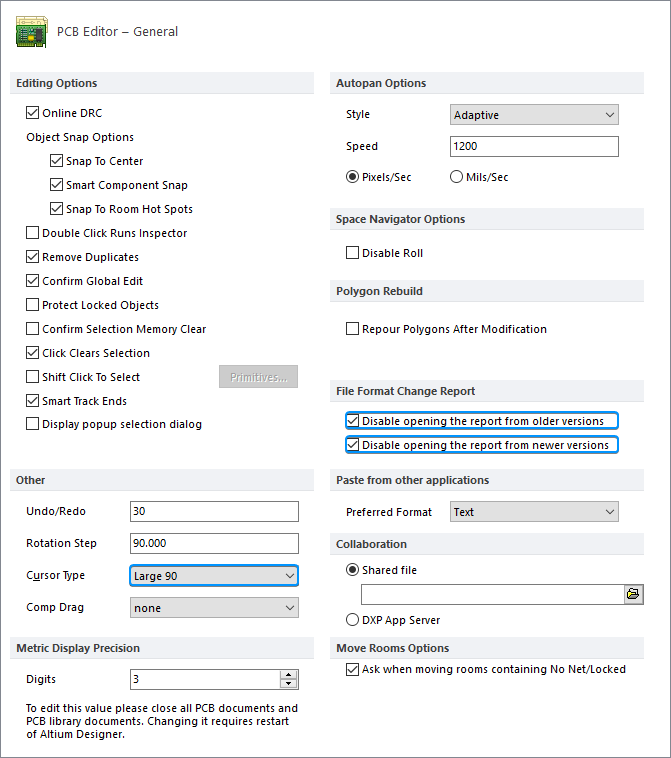 PCB Editor – General
Editing Options
Online DRC
Object Snap Options
Snap To Center
Smart Component Snap
Snap To Room Hot Spots
Double Click Runs Inspector
Remove Duplicates
Confirm Global Edit
Protect Locked Objects
Confirm Selection Memory Clear
Click Clears Selection
Shift Click To Select
Primitives...
Smart Track Ends
Display popup selection dialog
Other
Undo/Redo 30
Rotation Step 90.000
Cursor Type Large 90
Comp Drag none
Metric Display Precision
Digits 3
To edit this value please close all PCB documents and
PCB library documents. Changing it requires restart
of Altium Designer.
Autopan Options
Style Adaptive
Speed 1200
Pixels/Sec Mils/Sec
Space Navigator Options
Disable Roll
Polygon Rebuild
Repour Polygons After Modification
File Format Change Report
Disable opening the report from older versions
Disable opening the report from newer versions
Paste from other applications
Preferred Format Text
Collaboration
Shared file
DXP App Server
Move Rooms Options
Ask when moving rooms containing No Net/Locked